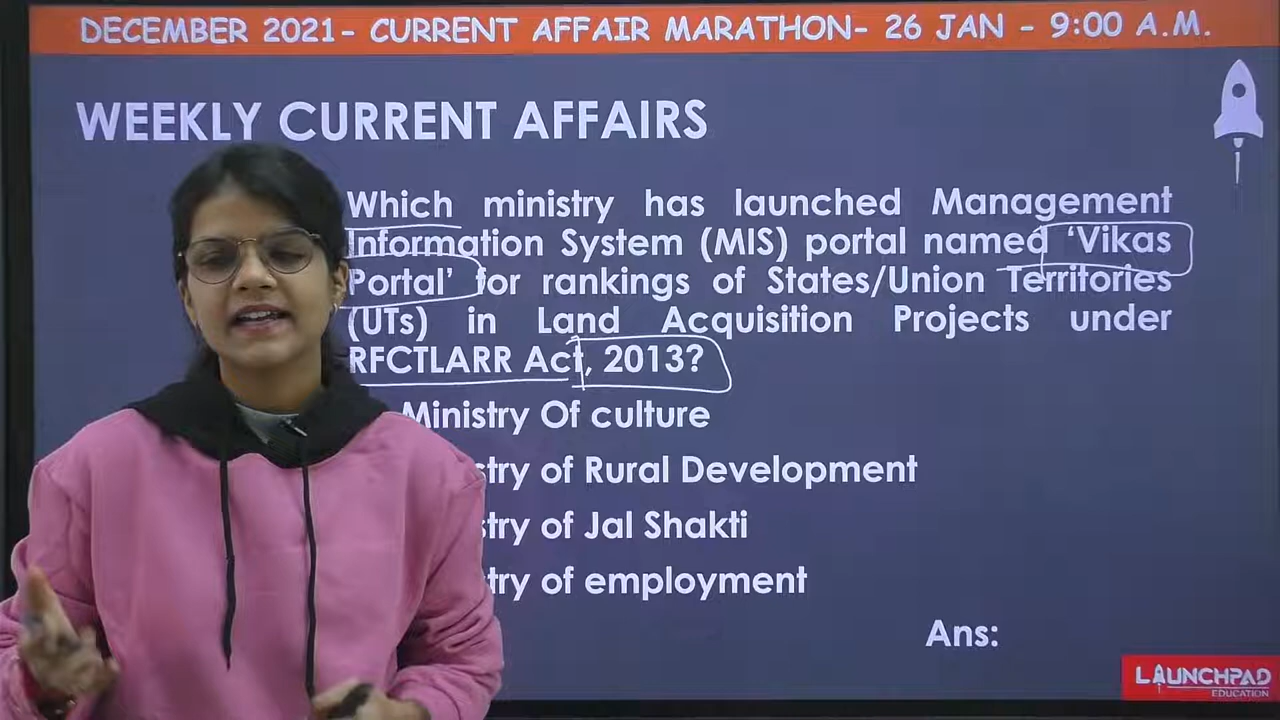 DECEMBER 2021- CURRENT AFFAIR MARATHON- 26 JAN - 9:00 A.M.
WEEKLY CURRENT AFFAIRS
Which ministry has launched Management
Information System (MIS) portal named 'Vikas
Portal' for rankings of States/Union Territories
(UTs) in Land Acquisition Projects under
RFCTLARR Act, 2013?
Ministry Of culture
stry of Rural Development
stry of Jal Shakti
try of employment
Ans:
LAUNCHPAD
EDUCATION